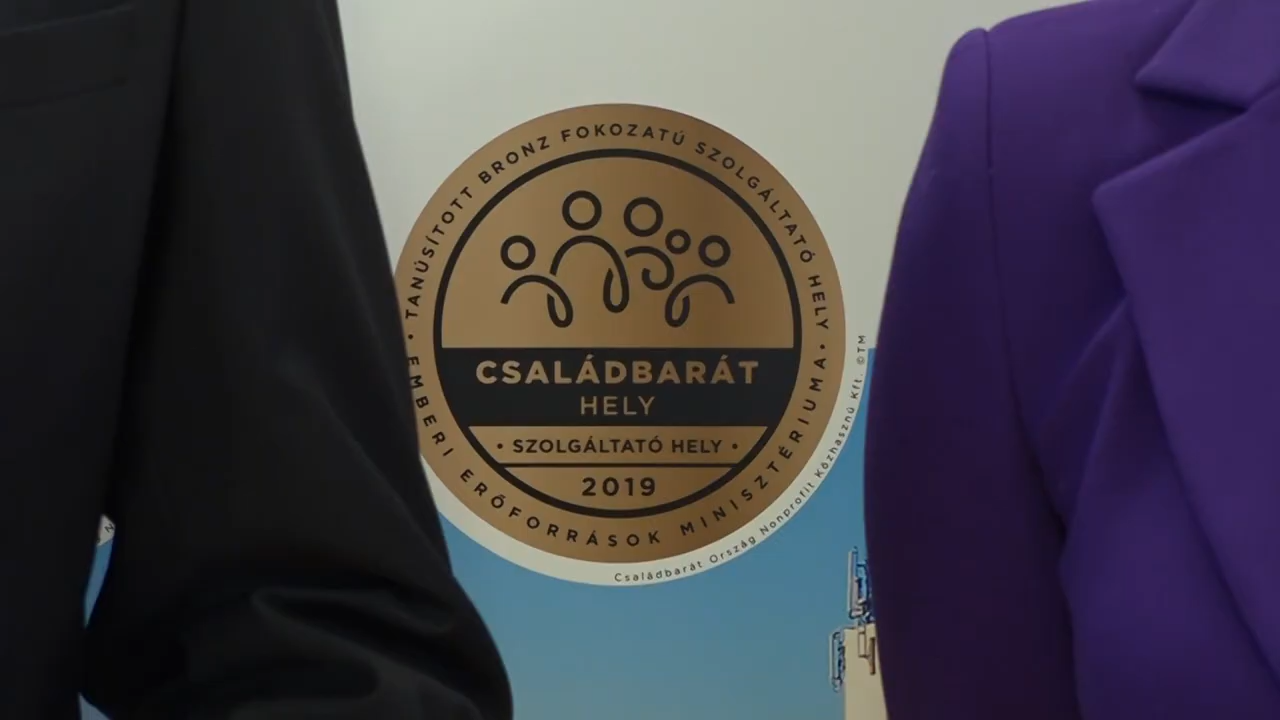 • TANÚSÍTOTT BRONZ FOKOZATÚ SZOLGÁLTATÓ HELY •
CSALÁDBARÁT
HELY
• SZOLGÁLTATÓ HELY •
2019
EMBERI ERŐFORRÁSOK MINISZTÉRIUMA
Családbarát Ország Nonprofit Közhasznú Kft. ©TM